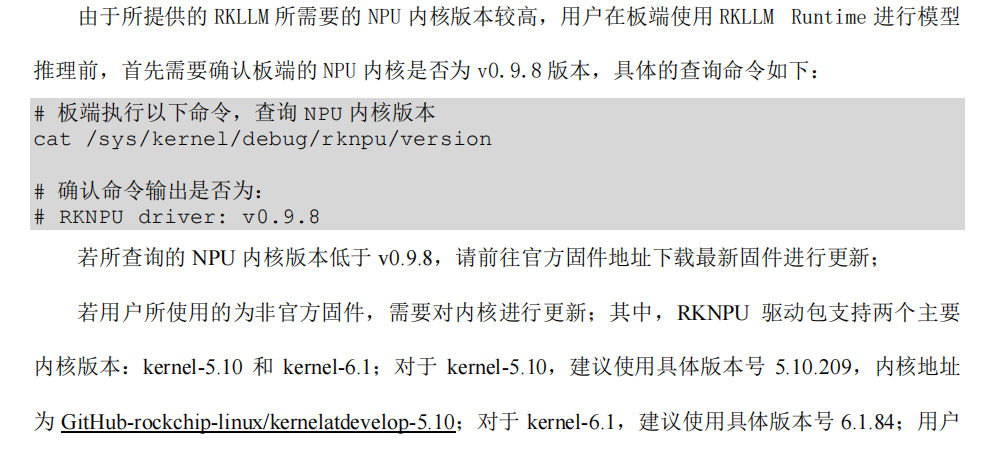 由于所提供的 RKLLM 所需要的 NPU 内核版本较高，用户在板端使用 RKLLM Runtime 进行模型
推理前，首先需要确认板端的 NPU 内核是否为 v0.9.8 版本，具体的查询命令如下：
# 板端执行以下命令，查询 NPU 内核版本
cat /sys/kernel/debug/rknpu/version
# 确认命令输出是否为：
# RKNPU driver: v0.9.8
若所查询的 NPU 内核版本低于 v0.9.8，请前往官方固件地址下载最新固件进行更新；
若用户所使用的为非官方固件，需要对内核进行更新；其中，RKNPU 驱动包支持两个主要
内核版本：kernel-5.10 和 kernel-6.1；对于 kernel-5.10，建议使用具体版本号 5.10.209，内核地址
为 GitHub-rockchip-linux/kernelatdevelop-5.10；对于 kernel-6.1，建议使用具体版本号 6.1.84；用户